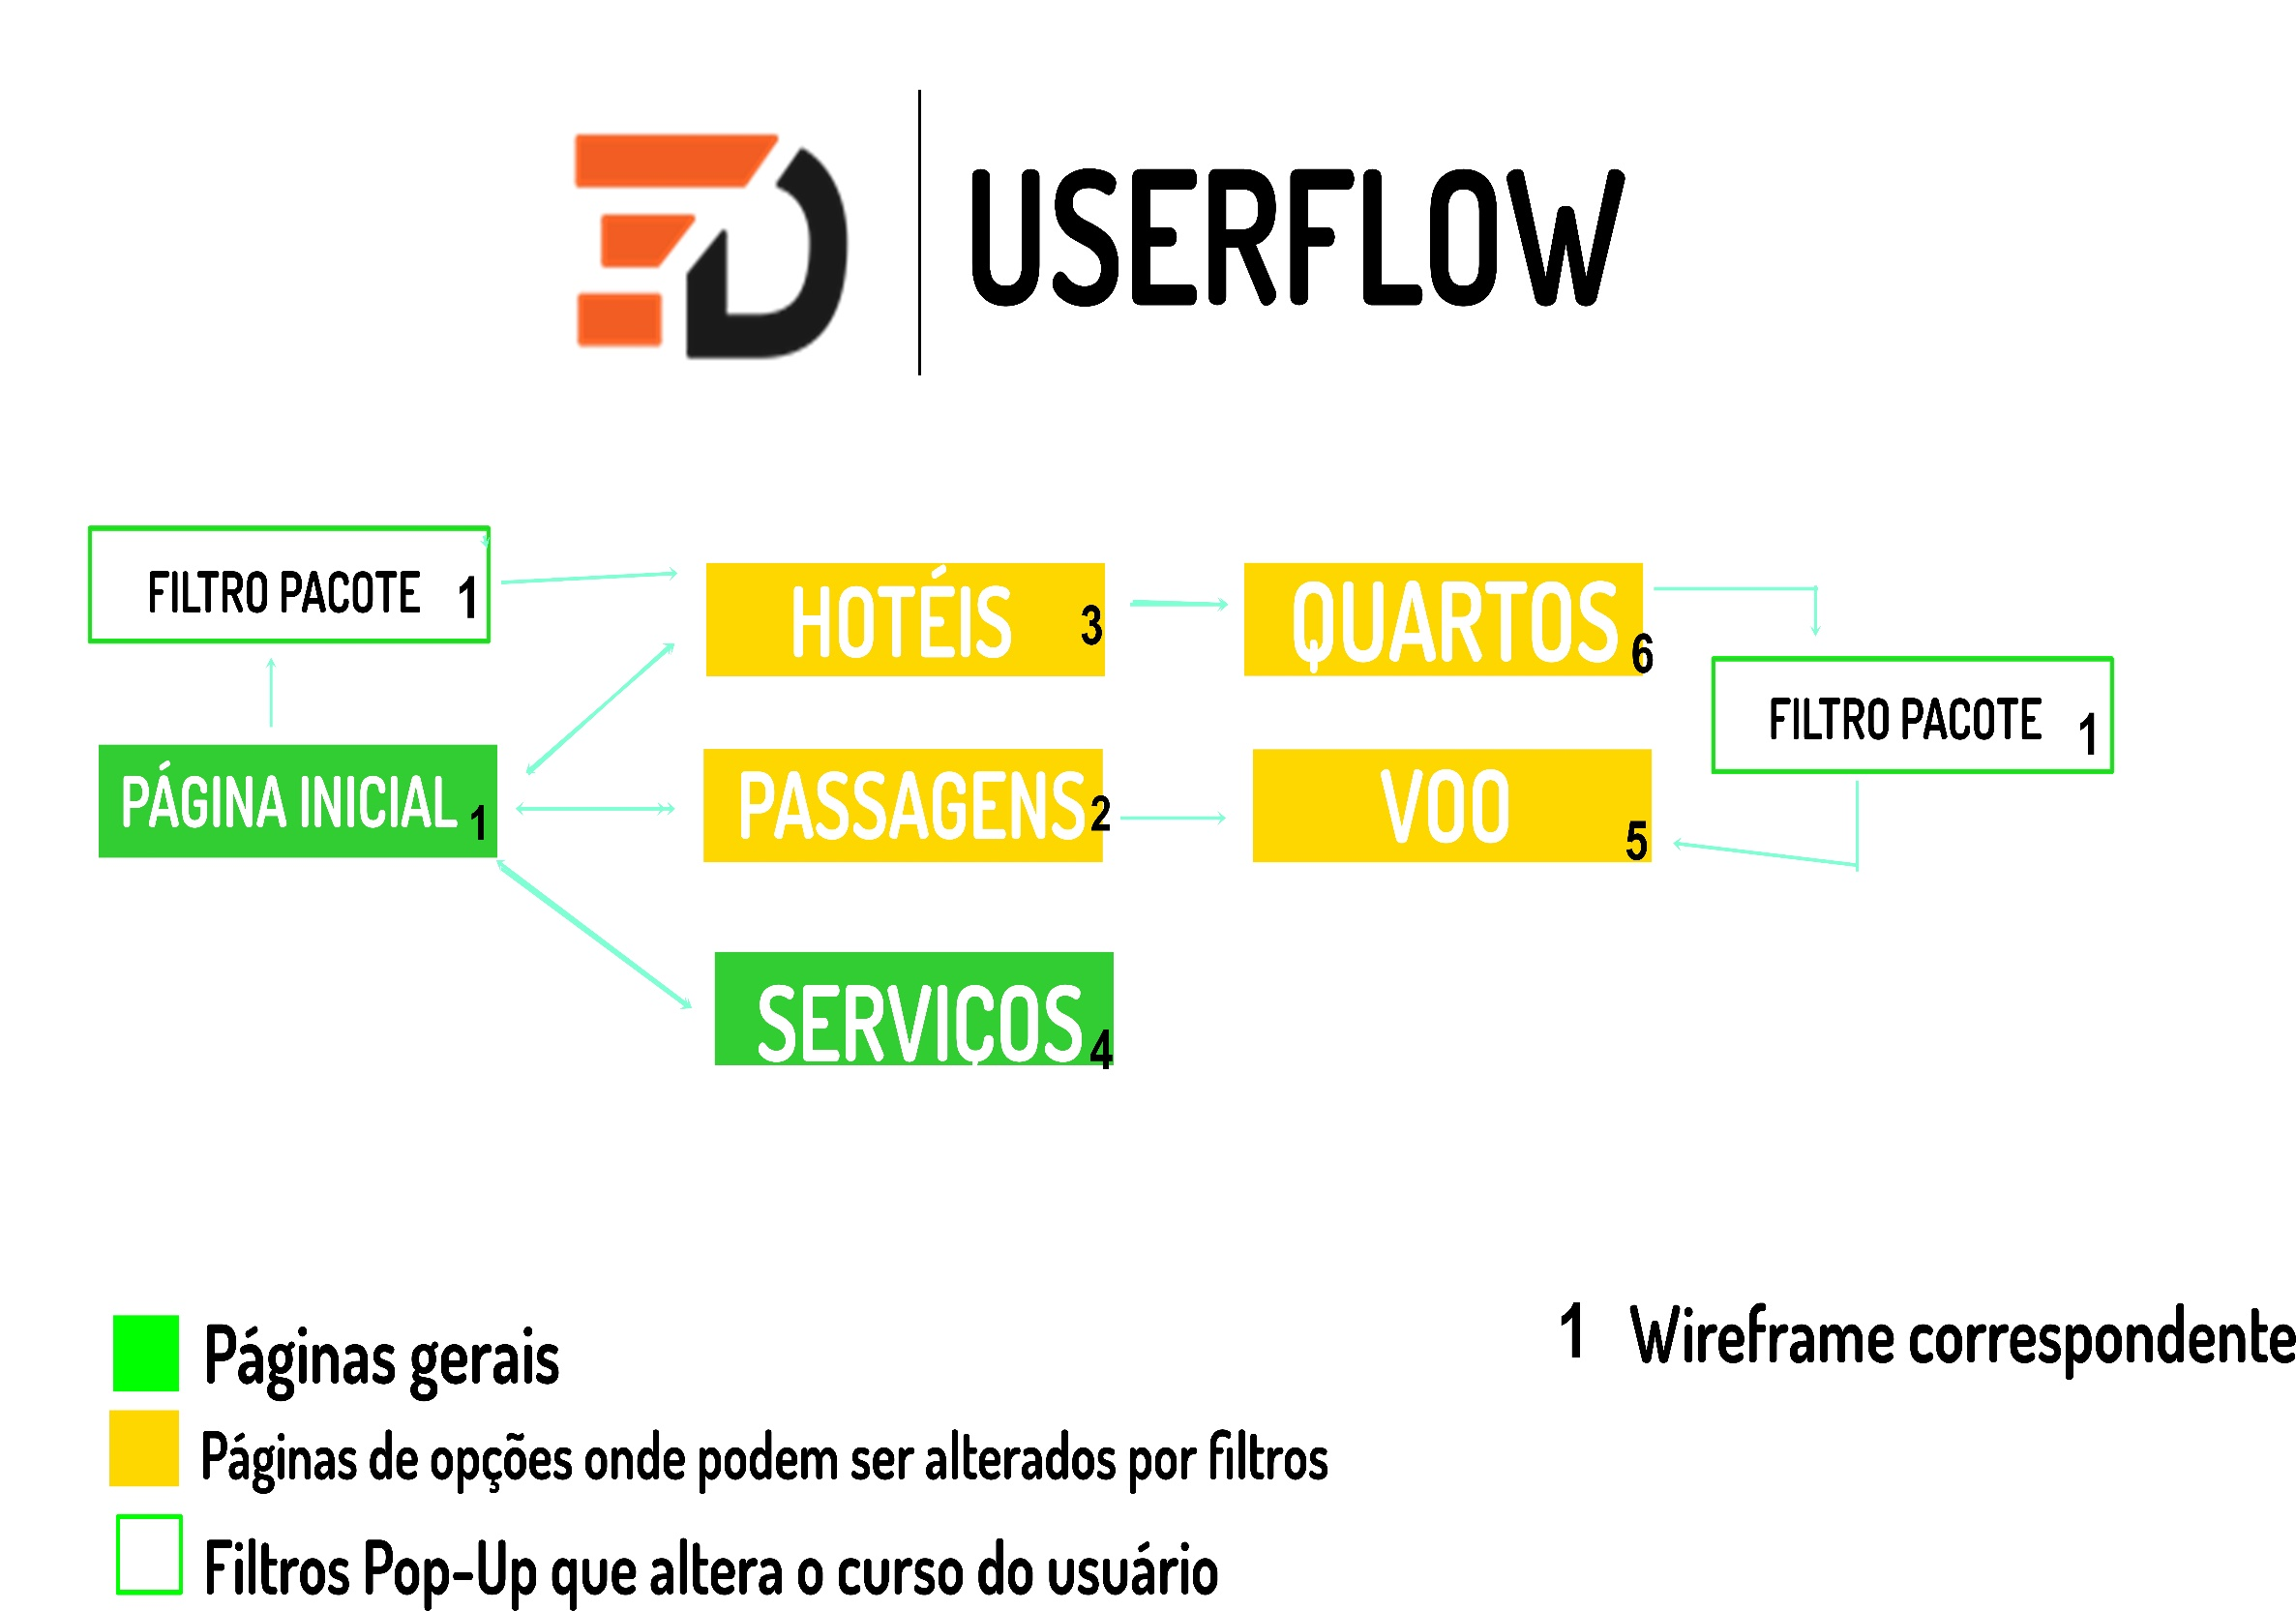 USERFLOW
FILTRO PACOTE 1
HOTÉIS 3
QUARTOS 6
FILTRO PACOTE 1
PÁGINA INICIAL 1
PASSAGENS 2
VOO 5
SERVIÇOS 4
Páginas gerais
1 Wireframe correspondente
Páginas de opções onde podem ser alterados por filtros
Filtros Pop-Up que altera o curso do usuário